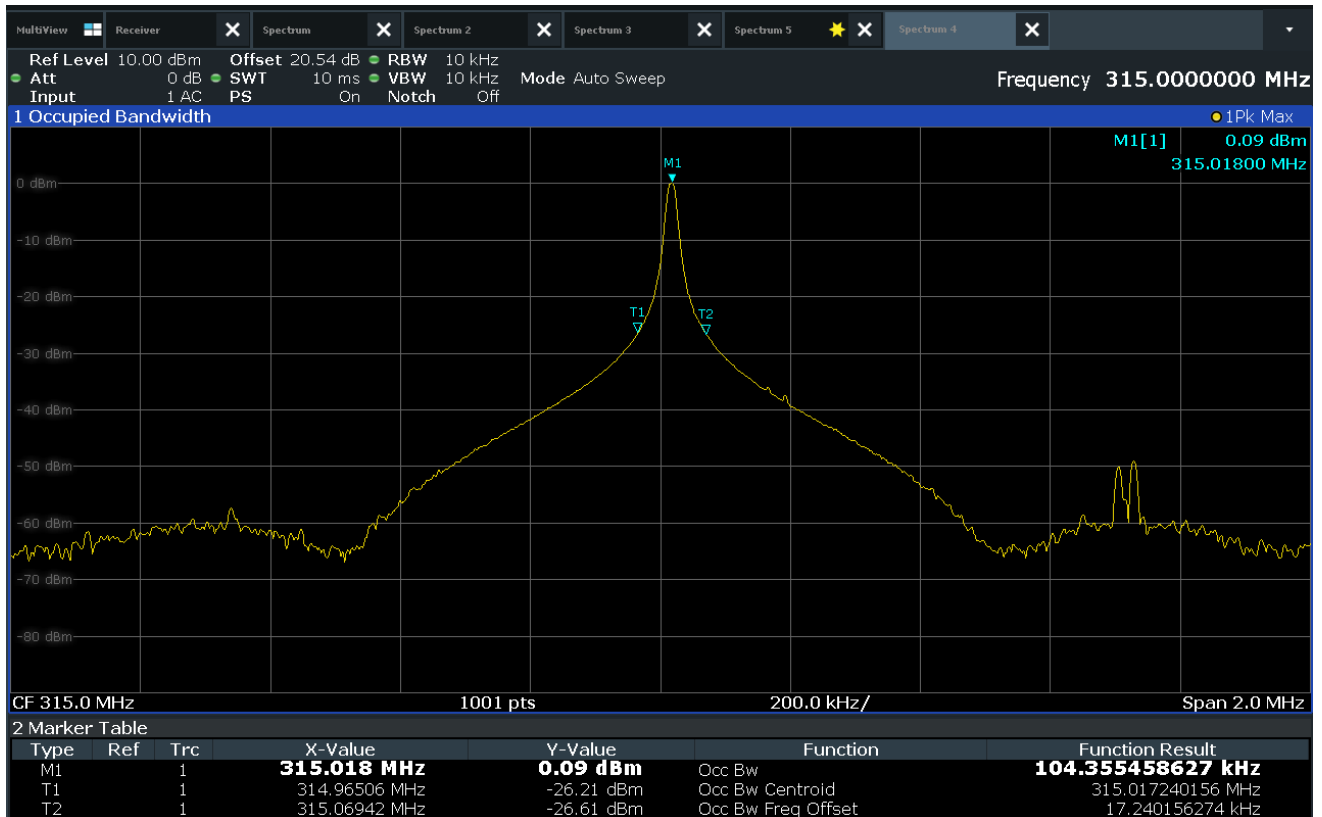 MultiView Receiver Spectrum Spectrum 2 Spectrum 3 Spectrum 5 Spectrum 4
Ref Level 10.00 dBm Offset 20.54 dB RBW 10 kHz
Att 0 dB SWT 10 ms VBW 10 kHz Mode Auto Sweep Frequency 315.0000000 MHz
Input 1 AC PS On Notch Off
1 Occupied Bandwidth 1Pk Max
M1[1] 0.09 dBm
315.01800 MHz
M1
0 dBm
-10 dBm
-20 dBm
T1 T2
-30 dBm
-40 dBm
-50 dBm
-60 dBm
-70 dBm
-80 dBm
CF 315.0 MHz 1001 pts 200.0 kHz/ Span 2.0 MHz
2 Marker Table
Type Ref Trc X-Value Y-Value Function Function Result
M1 1 315.018 MHz 0.09 dBm Occ Bw 104.355458627 kHz
T1 1 314.96506 MHz -26.21 dBm Occ Bw Centroid 315.017240156 MHz
T2 1 315.06942 MHz -26.61 dBm Occ Bw Freq Offset 17.240156274 kHz